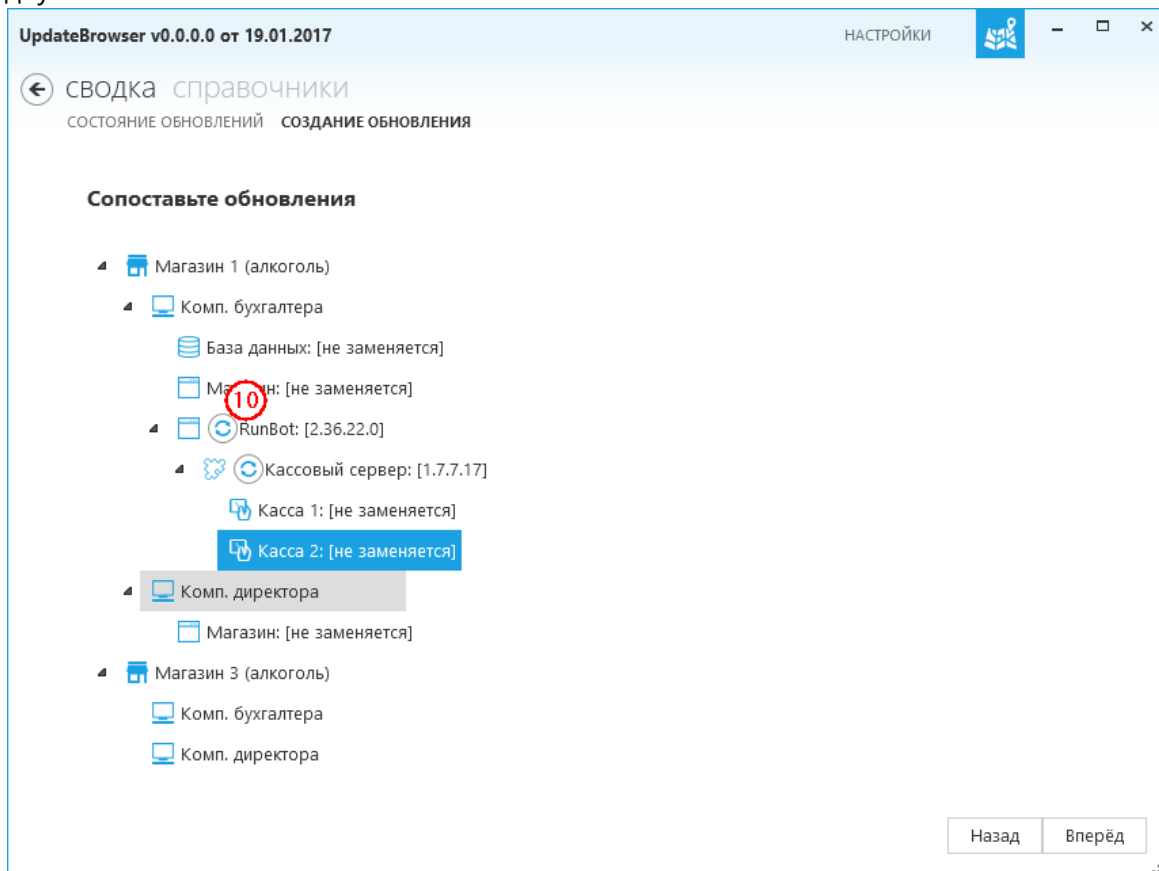 UpdateBrowser v0.0.0.0 от 19.01.2017 НАСТРОЙКИ
сводка справочники
СОСТОЯНИЕ ОБНОВЛЕНИЙ СОЗДАНИЕ ОБНОВЛЕНИЯ
Сопоставьте обновления
Магазин 1 (алкоголь)
Комп. бухгалтера
База данных: [не заменяется]
Магазин: [не заменяется]
10
RunBot: [2.36.22.0]
Кассовый сервер: [1.7.7.17]
Касса 1: [не заменяется]
Касса 2: [не заменяется]
Комп. директора
Магазин: [не заменяется]
Магазин 3 (алкоголь)
Комп. бухгалтера
Комп. директора
Назад Вперёд